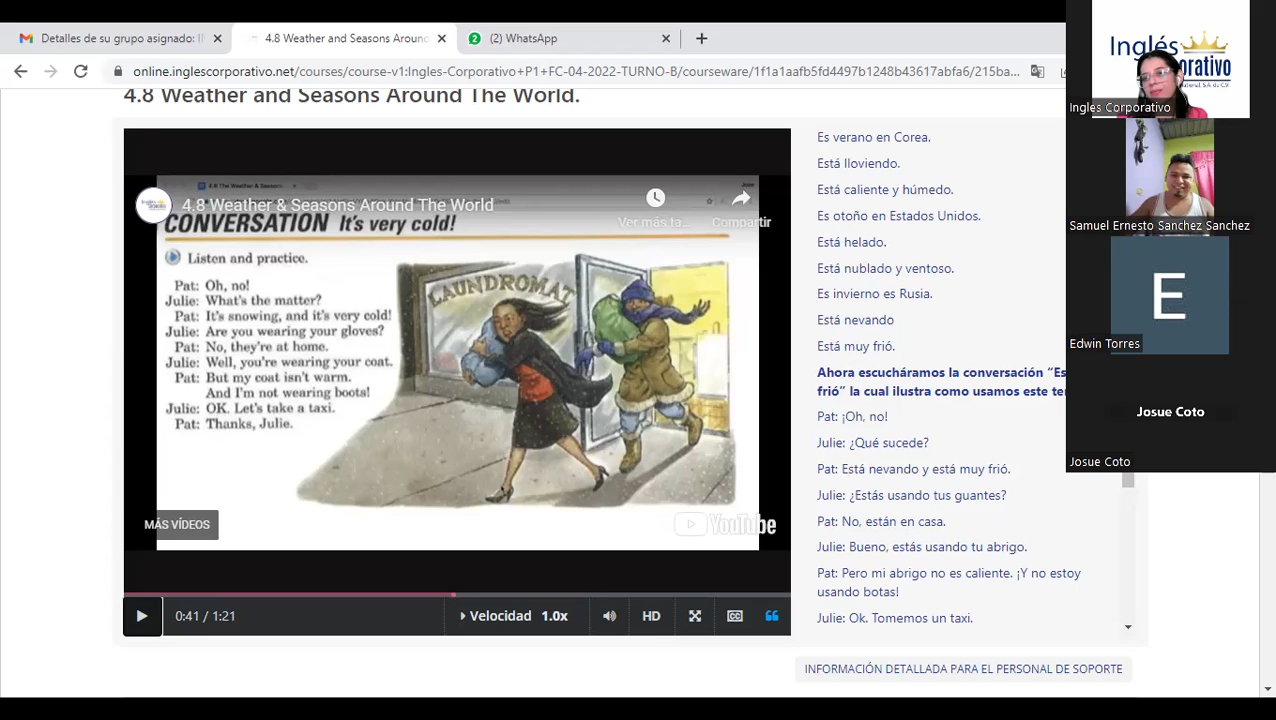 Detalles de su grupo asignado: I
4.8 Weather and Seasons Around
(2) WhatsApp
online.inglescorporativo.net/courses/course-v1:Ingles
tivo+P1+FC-04-2022-TURNO-B/courseware/1f1a1aafb5fd4497b1248b43617abfa6/215ba...
4.8 Weather and Seasons Around The World.
4.8 Weather & Seasons Around The World
Ver más ta...
Compartir
CONVERSATION It's very cold!
Listen and practice.
Pat: Oh, no!
Julie: What's the matter?
Pat: It's snowing, and it's very cold!
Julie: Are you wearing your gloves?
Pat: No, they're at home.
Julie: Well, you're wearing your coat.
Pat: But my coat isn't warm.
And I'm not wearing boots!
Julie: OK. Let's take a taxi.
Pat: Thanks, Julie.
LAUNDROMAT
MÁS VÍDEOS
YouTube
0:41 / 1:21
Velocidad 1.0x
HD
CC
Es verano en Corea.
Está lloviendo.
Está caliente y húmedo.
Es otoño en Estados Unidos.
Está helado.
Está nublado y ventoso.
Es invierno es Rusia.
Está nevando
Está muy frió.
Ahora escucháramos la conversación “Es
frió” la cual ilustra como usamos este te
Pat: ¡Oh, no!
Julie: ¿Qué sucede?
Pat: Está nevando y está muy frió.
Julie: ¿Estás usando tus guantes?
Pat: No, están en casa.
Julie: Bueno, estás usando tu abrigo.
Pat: Pero mi abrigo no es caliente. ¡Y no estoy
usando botas!
Julie: Ok. Tomemos un taxi.
INFORMACIÓN DETALLADA PARA EL PERSONAL DE SOPORTE
Inglés
orporativo
Ingles Corporativo
Samuel Ernesto Sanchez Sanchez
E
Edwin Torres
Josue Coto
Josue Coto